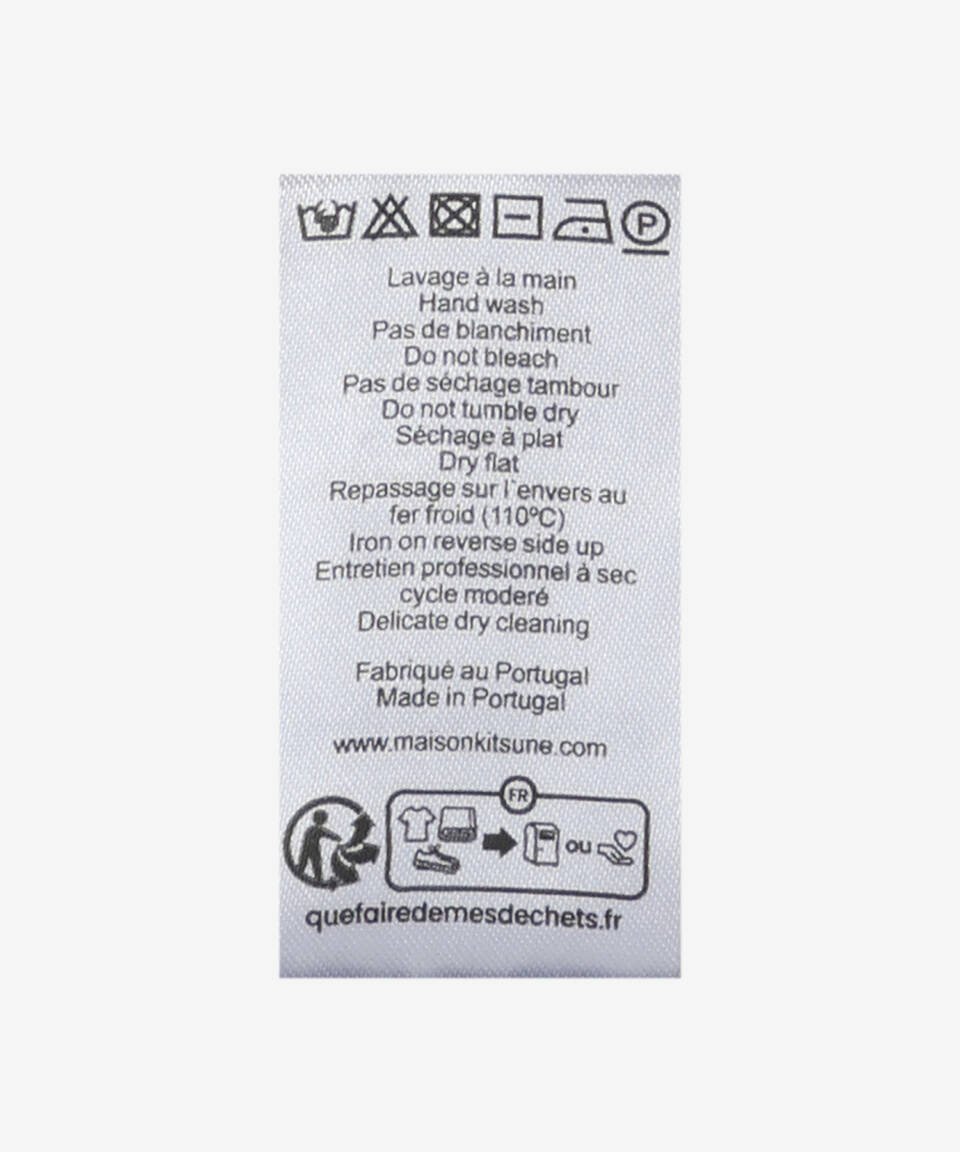 P
Lavage à la main
Hand wash
Pas de blanchiment
Do not bleach
Pas de séchage tambour
Do not tumble dry
Séchage à plat
Dry flat
Repassage sur l`envers au
fer froid (110ºC)
Iron on reverse side up
Entretien professionnel à sec
cycle moderé
Delicate dry cleaning
Fabriqué au Portugal
Made in Portugal
www.maisonkitsune.com
FR
ou
quefairedemesdechets.fr